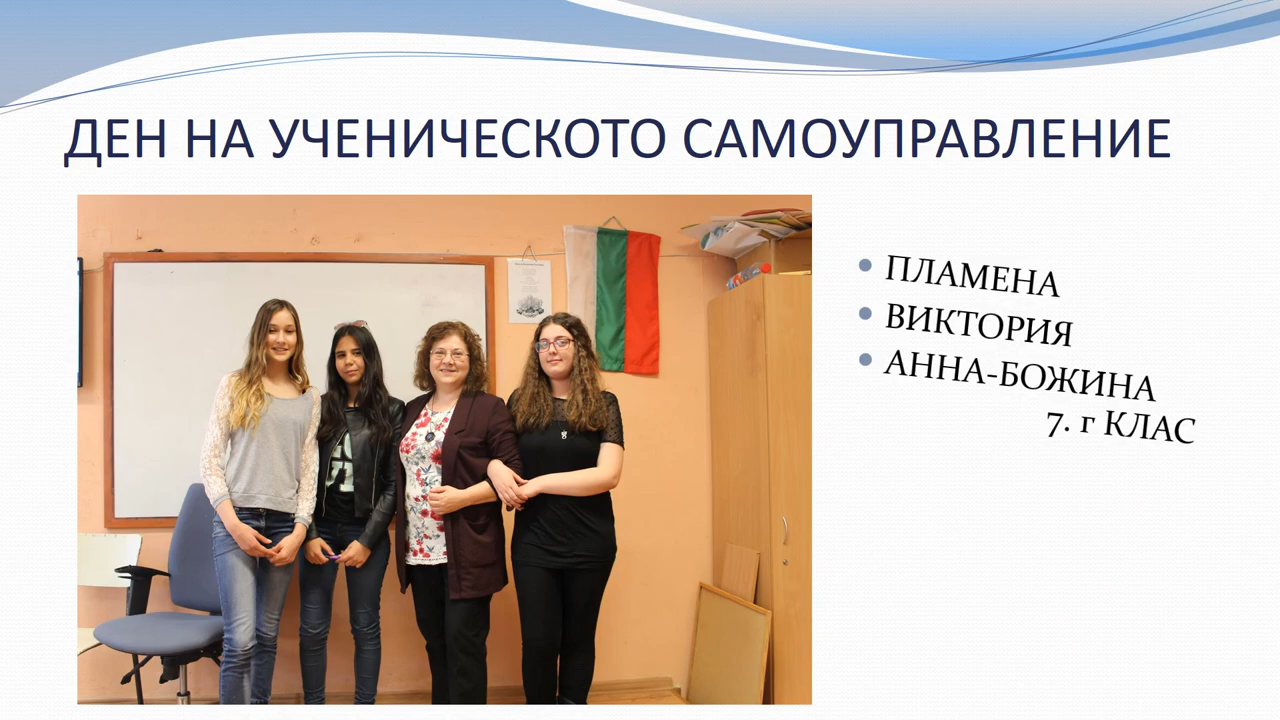 ДЕН НА УЧЕНИЧЕСКОТО САМОУПРАВЛЕНИЕ
ПЛАМЕНА
ВИКТОРИЯ
АННА-БОЖИНА
7. г КЛАС